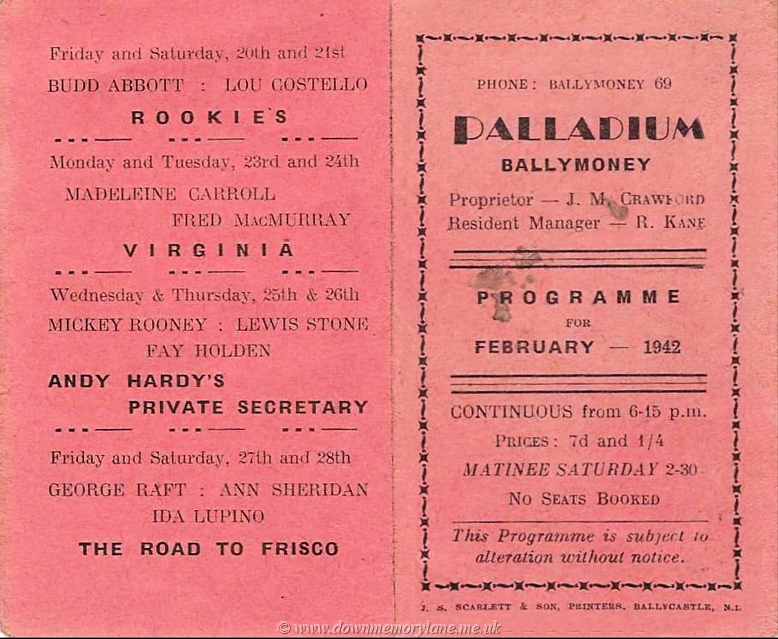 Friday and Saturday, 20th and 21st
BUDD ABBOTT : LOU COSTELLO
ROOKIE'S
Monday and Tuesday, 23rd and 24th
MADELEINE CARROLL
FRED MACMURRAY
VIRGINIA
Wednesday & Thursday, 25th & 26th
MICKEY ROONEY : LEWIS STONE
FAY HOLDEN
ANDY HARDY'S
PRIVATE SECRETARY
Friday and Saturday, 27th and 28th
GEORGE RAFT : ANN SHERIDAN
IDA LUPINO
THE ROAD TO FRISCO
PHONE: BALLYMONEY 69
PALLADIUM
BALLYMONEY
Proprietor — J. M. CRAWFORD
Resident Manager — R. KANE
PROGRAMME
FOR
FEBRUARY — 1942
CONTINUOUS from 6-15 p.m.
PRICES: 7d and 1/4
MATINEE SATURDAY 2-30
NO SEATS BOOKED
This Programme is subject to
alteration without notice.
J. S. SCARLETT & SON, PRINTERS, BALLYCASTLE, N.I.
© www.downmemorylane.me.uk